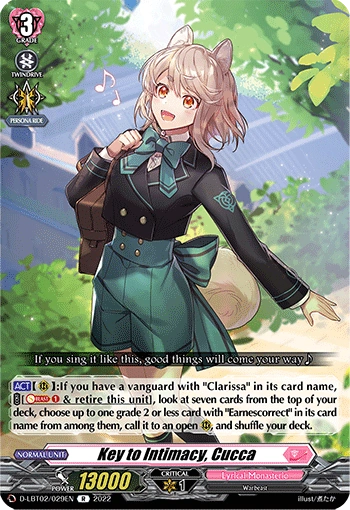 3
GRADE
TWINDRIVE
PERSONA RIDE
If you sing it like this, good things will come your way♪
ACT【Ⓡ】:If you have a vanguard with "Clarissa" in its card name,
[BLAST 1 & retire this unit], look at seven cards from the top of your
deck, choose up to one grade 2 or less card with "Earnescorrect" in its card
name from among them, call it to an open Ⓡ, and shuffle your deck.
NORMAL UNIT
Key to Intimacy, Cucca
POWER 13000
CRITICAL
1
Lyrical Monasterio
Warbeast
D-LBT02/029EN R 2022
illust/煮たか